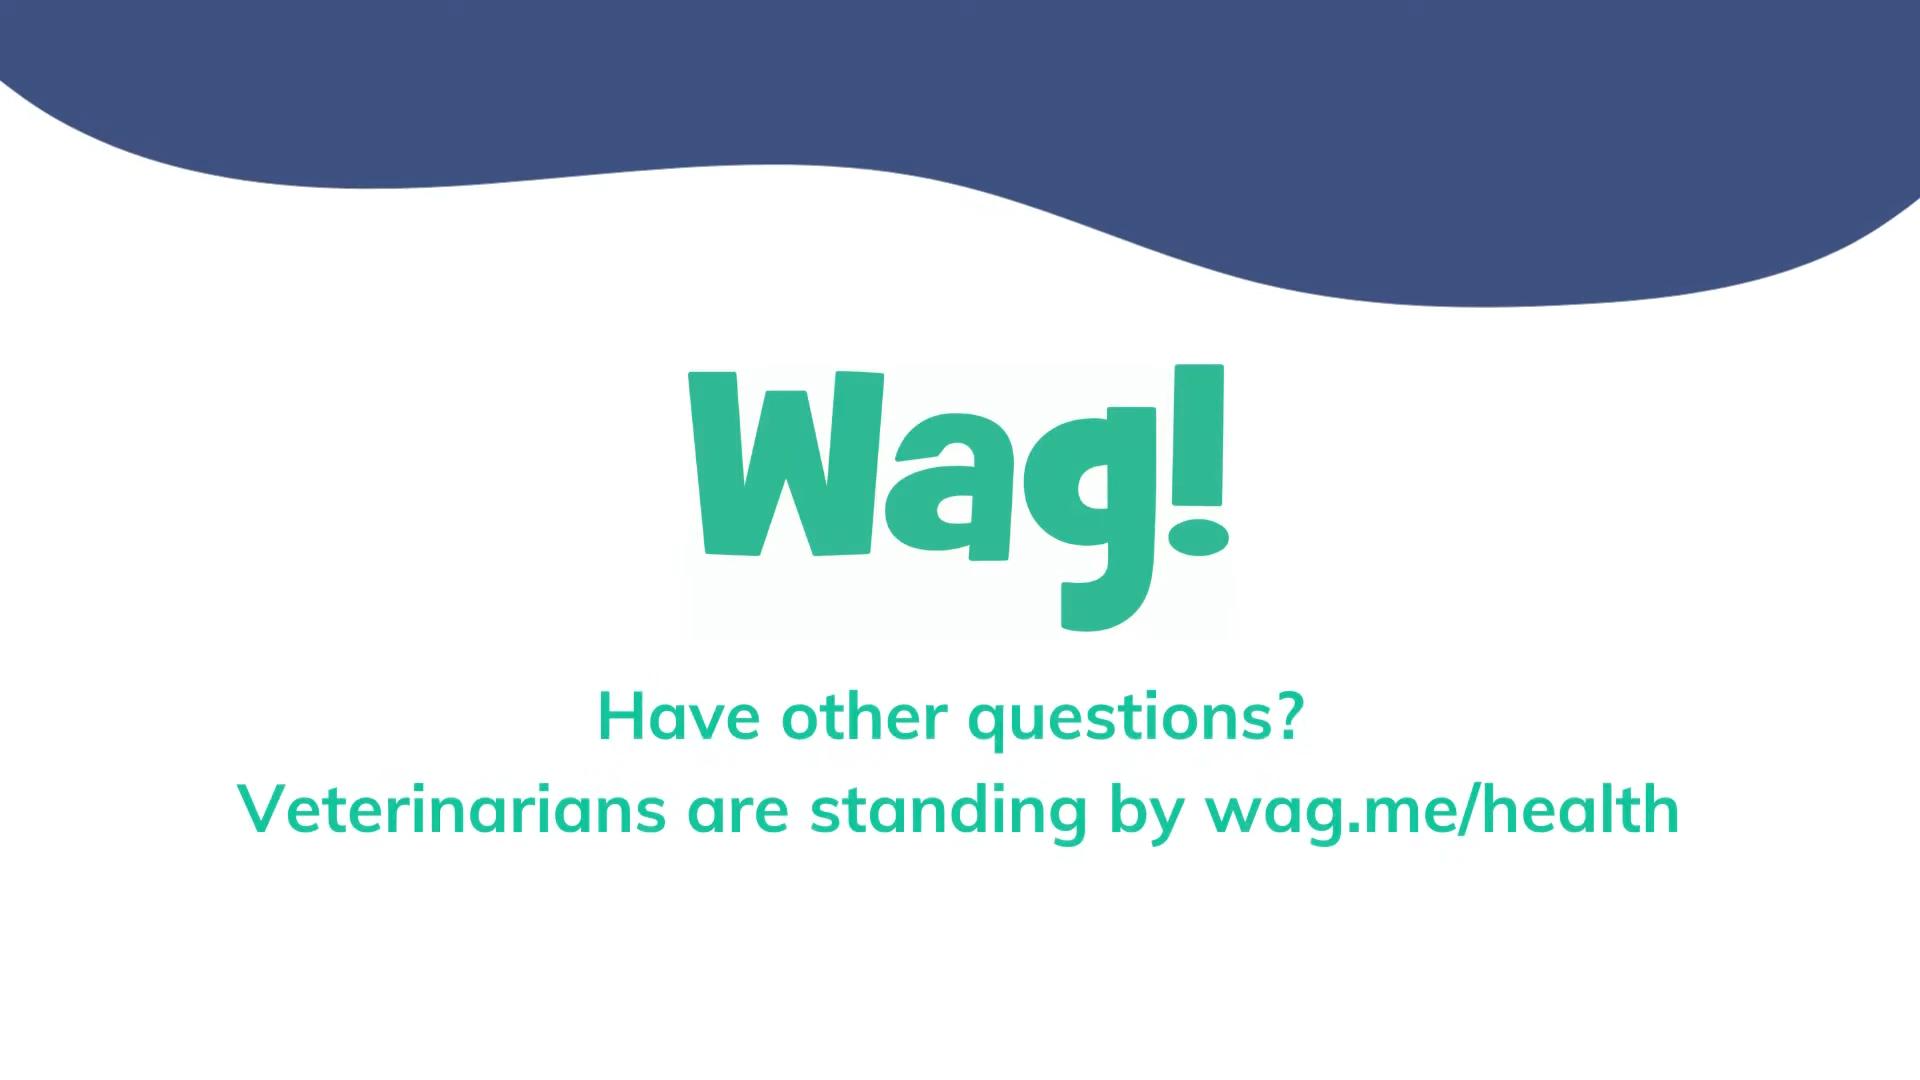 Wag!
Have other questions?
Veterinarians are standing by wag.me/health